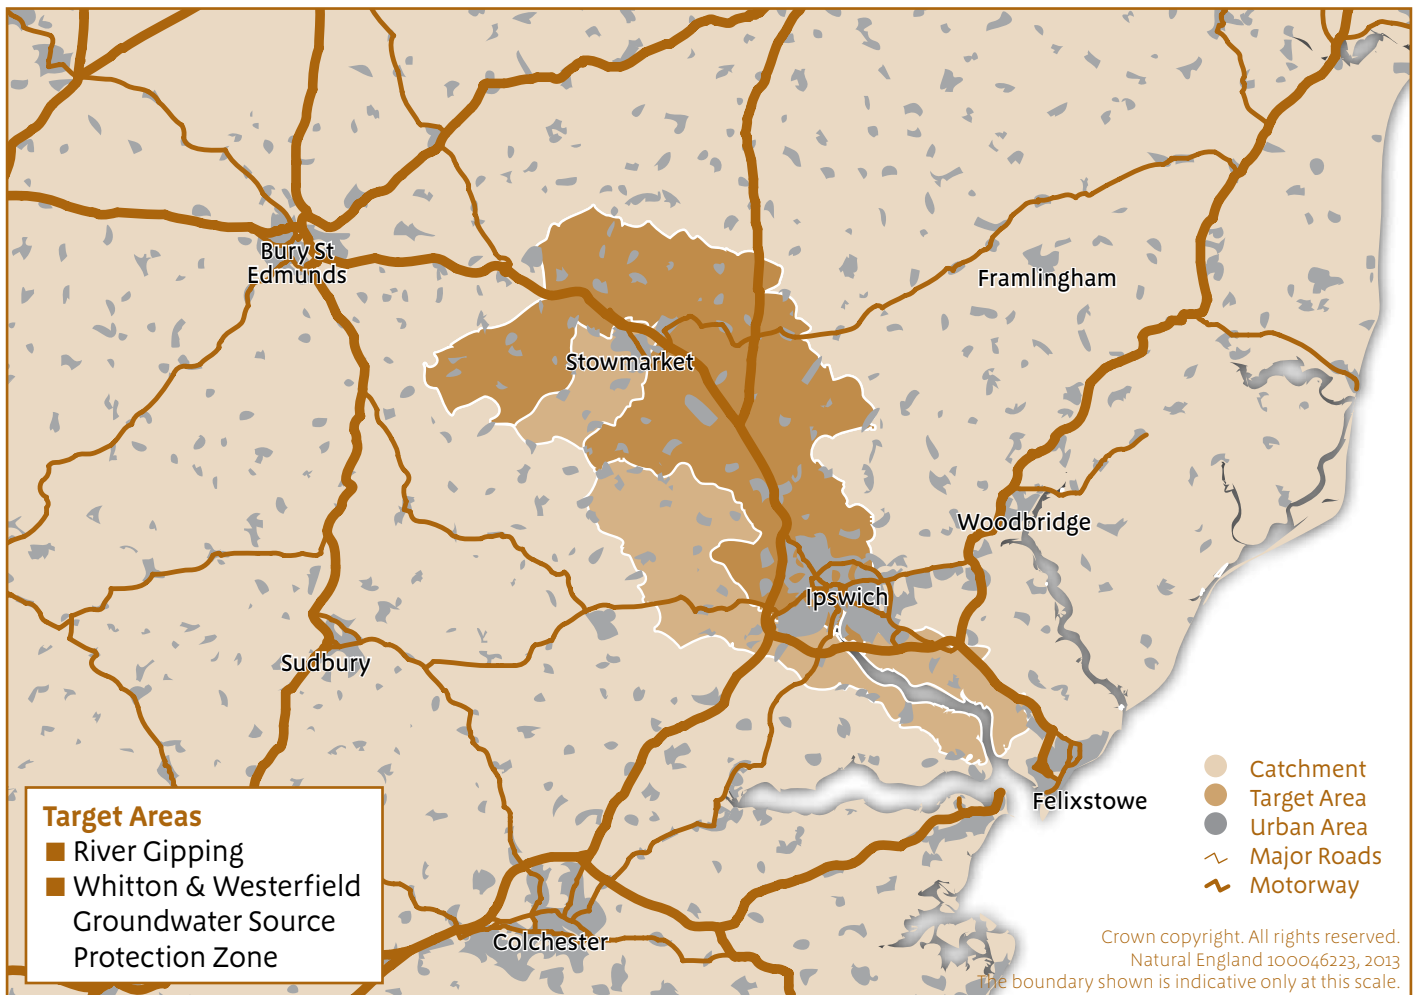 Bury St
Edmunds
Framlingham
Stowmarket
Woodbridge
Ipswich
Sudbury
Felixstowe
Colchester
Target Areas
River Gipping
Whitton & Westerfield
Groundwater Source
Protection Zone
Catchment
Target Area
Urban Area
Major Roads
Motorway
Crown copyright. All rights reserved.
Natural England 100046223, 2013
The boundary shown is indicative only at this scale.